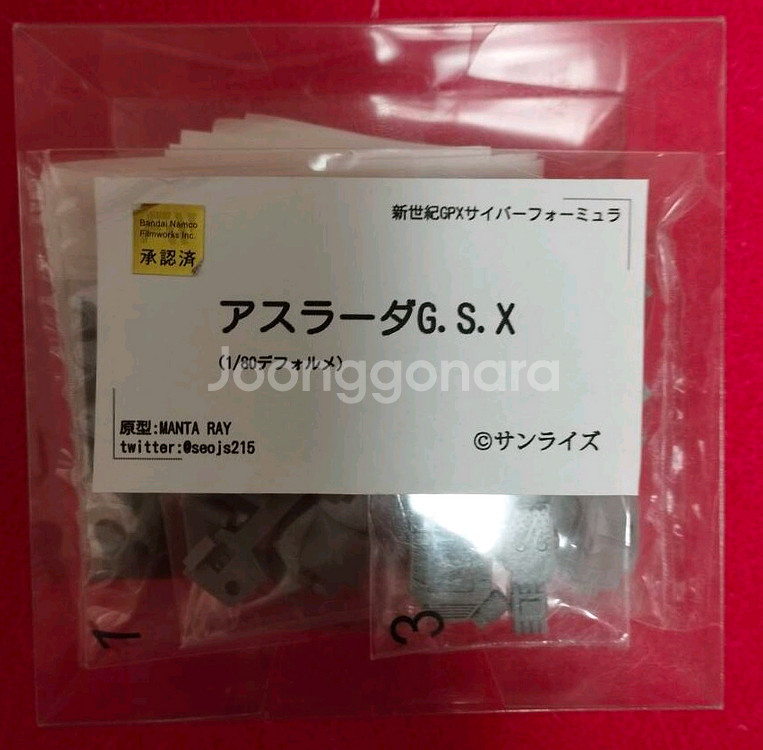 新世紀GPXサイバーフォーミュラ
Bandai Namco
Filmworks Inc.
承認済
アスラーダG.S.X
(1/80デフォルメ)
Joonggonara
原型:MANTA RAY
twitter:@seojs215
©サンライズ
1
3